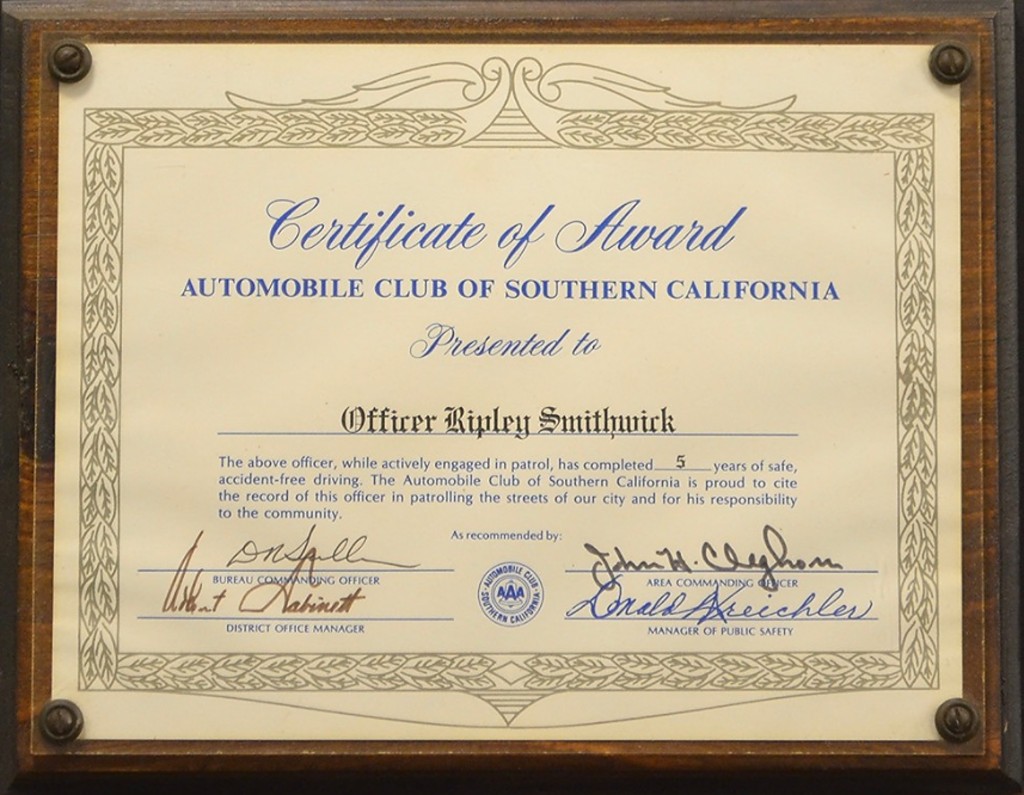 Certificate of Award
AUTOMOBILE CLUB OF SOUTHERN CALIFORNIA
Presented to
Officer Ripley Smithwick
The above officer, while actively engaged in patrol, has completed 5 years of safe,
accident-free driving. The Automobile Club of Southern California is proud to cite
the record of this officer in patrolling the streets of our city and for his responsibility
to the community.
As recommended by:
John H. Cleghorn
BUREAU COMMANDING OFFICER
AREA COMMANDING OFFICER
AUTOMOBILE CLUB
AAA
SOUTHERN CALIFORNIA
Donald Kreichler
DISTRICT OFFICE MANAGER
MANAGER OF PUBLIC SAFETY